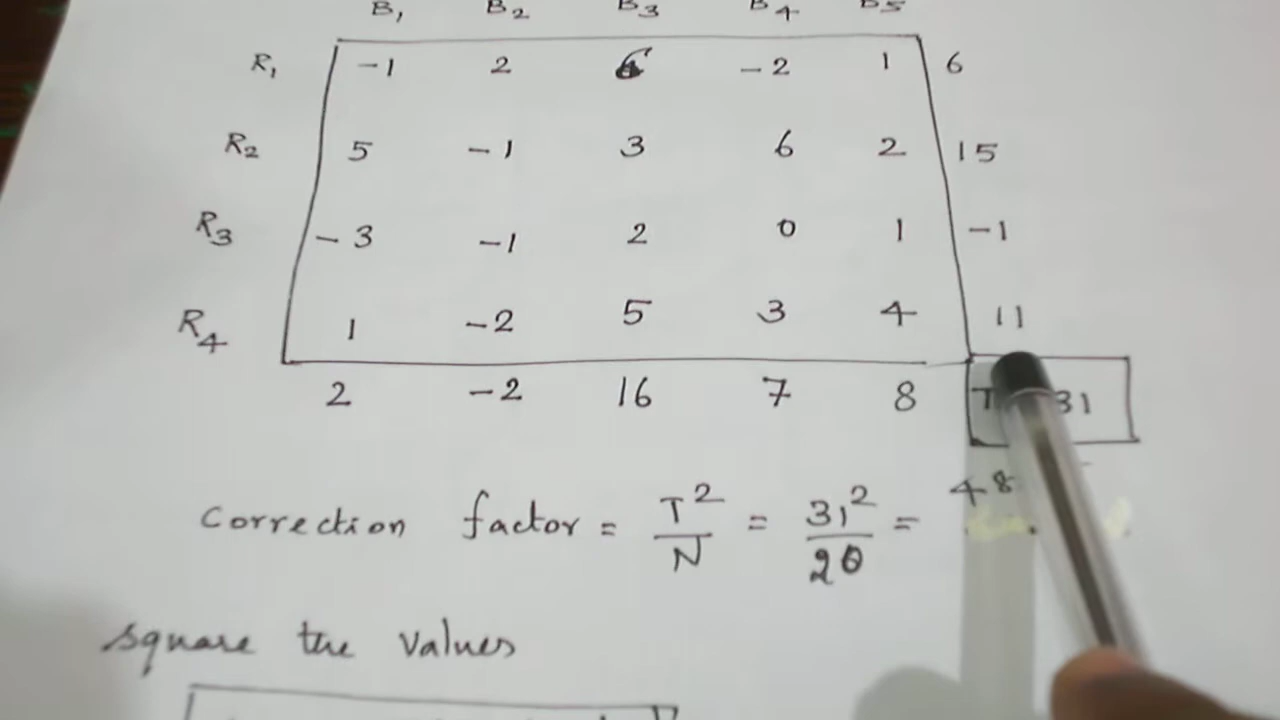 B1 B2 B3 B4 B5
R1 -1 2 6 -2 1 6
R2 5 -1 3 6 2 15
R3 -3 -1 2 0 1 -1
R4 1 -2 5 3 4 11
2 -2 16 7 8 T 31
correction factor = T²/N = 31²/20 = 48
square the values